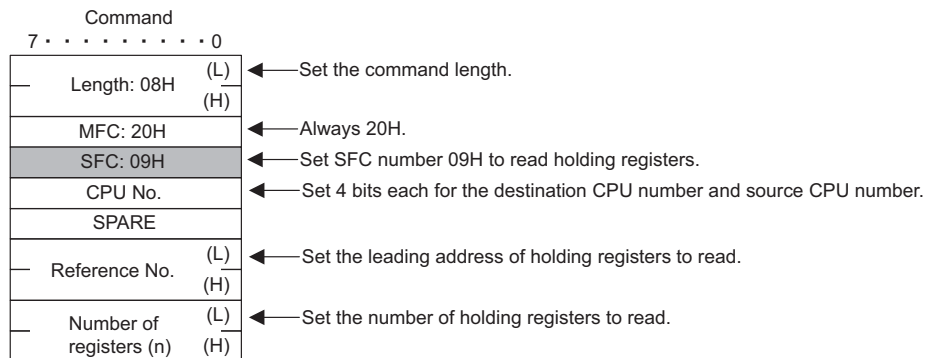 Command
7 · · · · · · · · · 0
Length: 08H (L) Set the command length.
(H)
MFC: 20H Always 20H.
SFC: 09H Set SFC number 09H to read holding registers.
CPU No. Set 4 bits each for the destination CPU number and source CPU number.
SPARE
Reference No. (L) Set the leading address of holding registers to read.
(H)
Number of (L) Set the number of holding registers to read.
registers (n) (H)